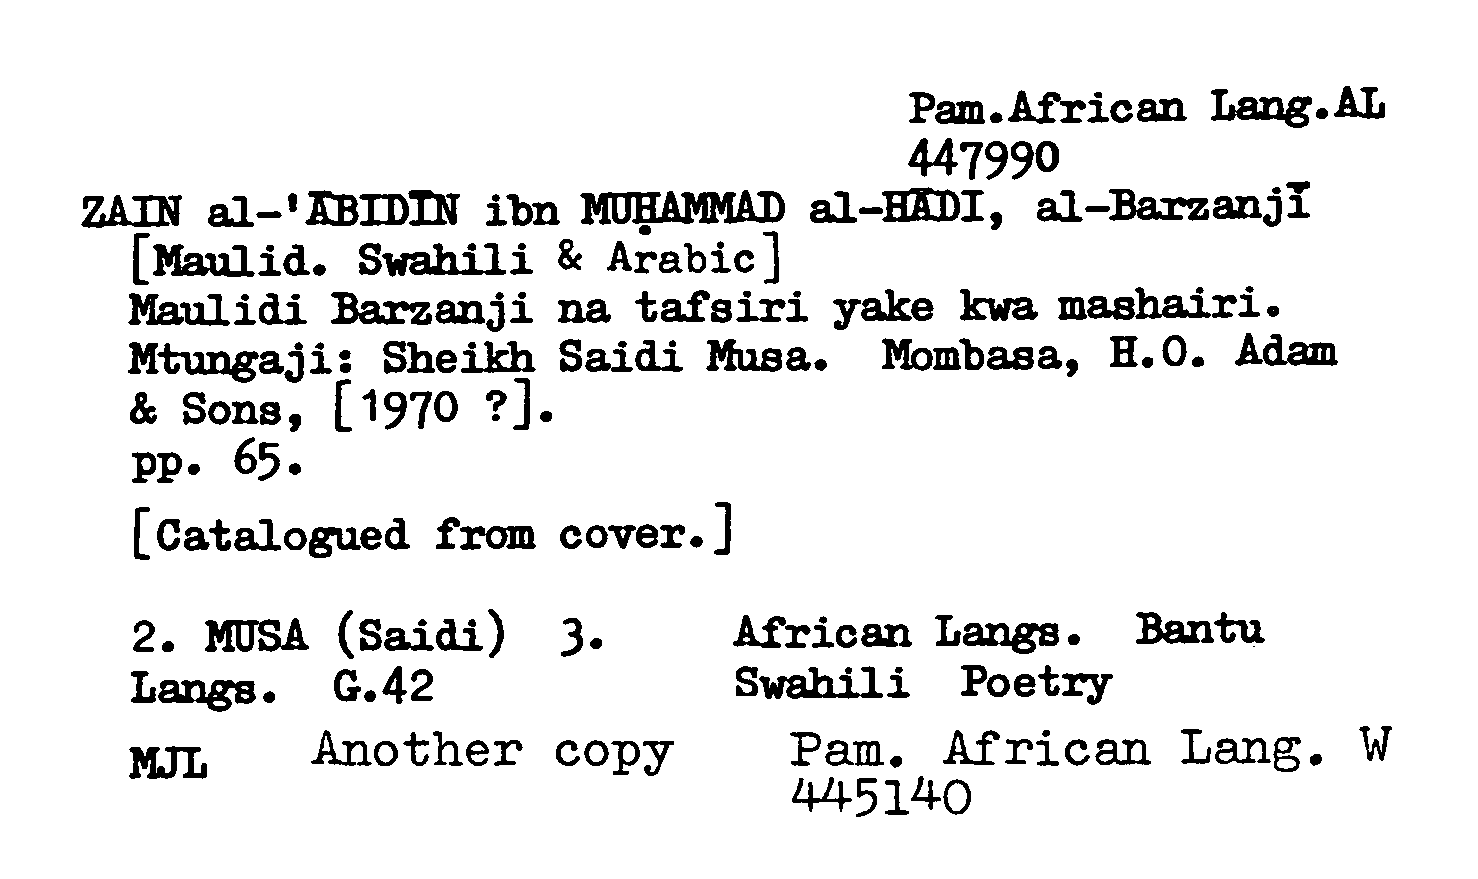 Pam.African Lang.AL
447990
ZAIN al-'ĀBIDĪN ibn MUḤAMMAD al-HĀDI, al-Barzanjī
[Maulid. Swahili & Arabic]
Maulidi Barzanji na tafsiri yake kwa mashairi.
Mtungaji: Sheikh Saidi Musa. Mombasa, H.O. Adam
& Sons, [1970 ?].
pp. 65.
[Catalogued from cover.]
2. MUSA (Saidi) 3. African Langs. Bantu
Langs. G.42 Swahili Poetry
MJL Another copy Pam. African Lang. W
445140